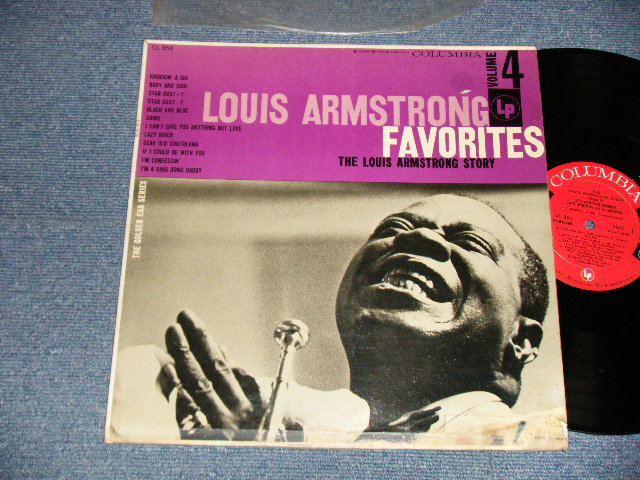 CL 854
COLUMBIA
KNOCKIN' A JUG
BODY AND SOUL
STAR DUST—1
STAR DUST—2
BLACK AND BLUE
SHINE
I CAN'T GIVE YOU ANYTHING BUT LOVE
LAZY RIVER
DEAR OLD SOUTHLAND
IF I COULD BE WITH YOU
I'M CONFESSIN'
I'M A DING DONG DADDY
VOLUME 4
LP
LOUIS ARMSTRONG
FAVORITES
THE LOUIS ARMSTRONG STORY
THE GOLDEN ERA SERIES
COLUMBIA
LP